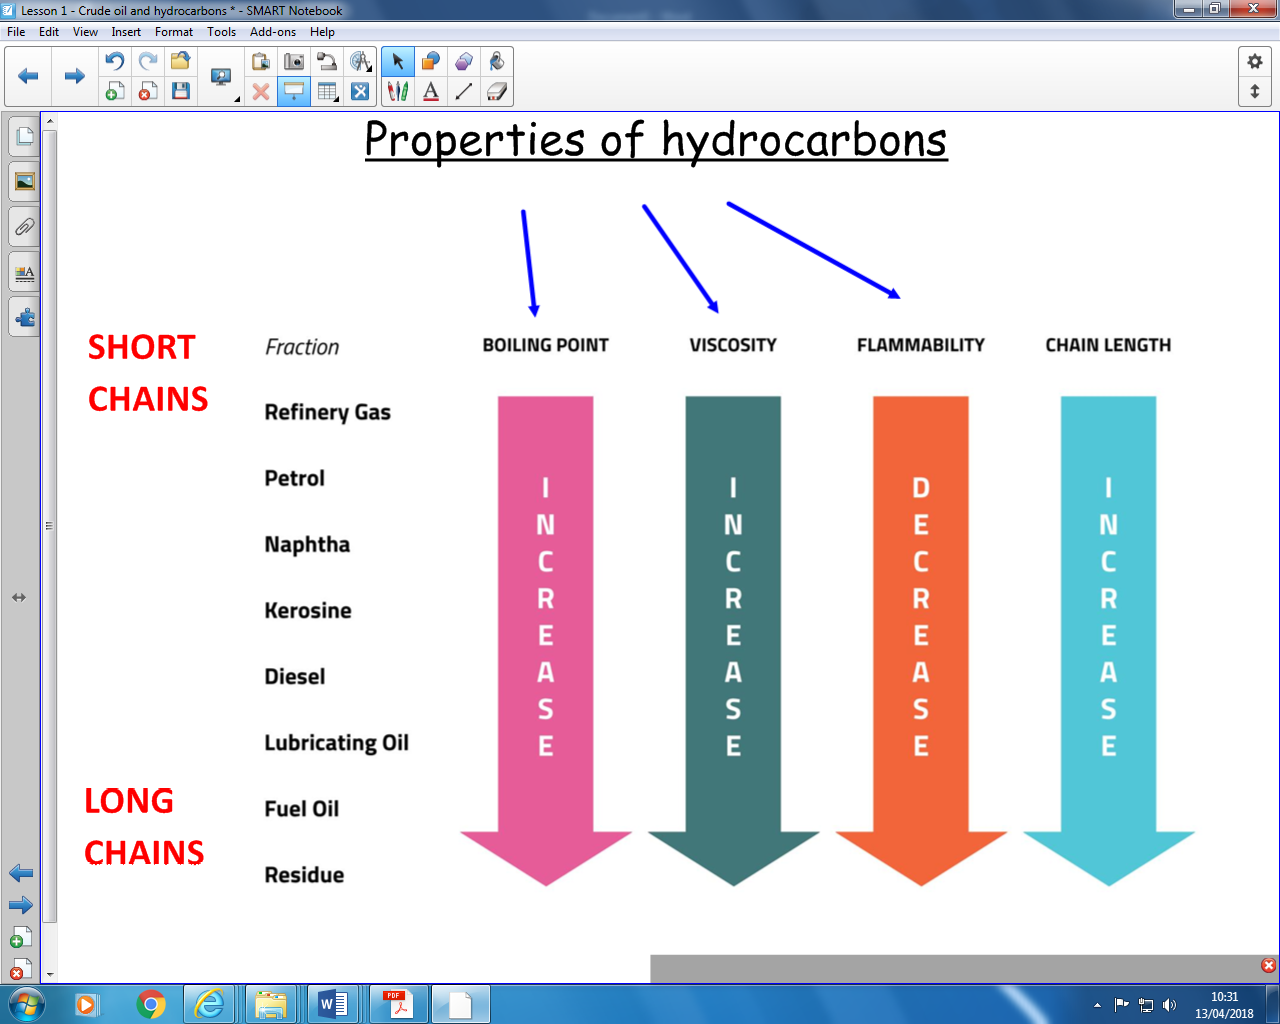 Lesson 1 - Crude oil and hydrocarbons * - SMART Notebook
File Edit View Insert Format Tools Add-ons Help
Properties of hydrocarbons
SHORT
CHAINS
Fraction BOILING POINT VISCOSITY FLAMMABILITY CHAIN LENGTH
Refinery Gas
Petrol
Naphtha
Kerosine
Diesel
Lubricating Oil
Fuel Oil
Residue
INCREASE
INCREASE
DECREASE
INCREASE
LONG
CHAINS
10:31
13/04/2018